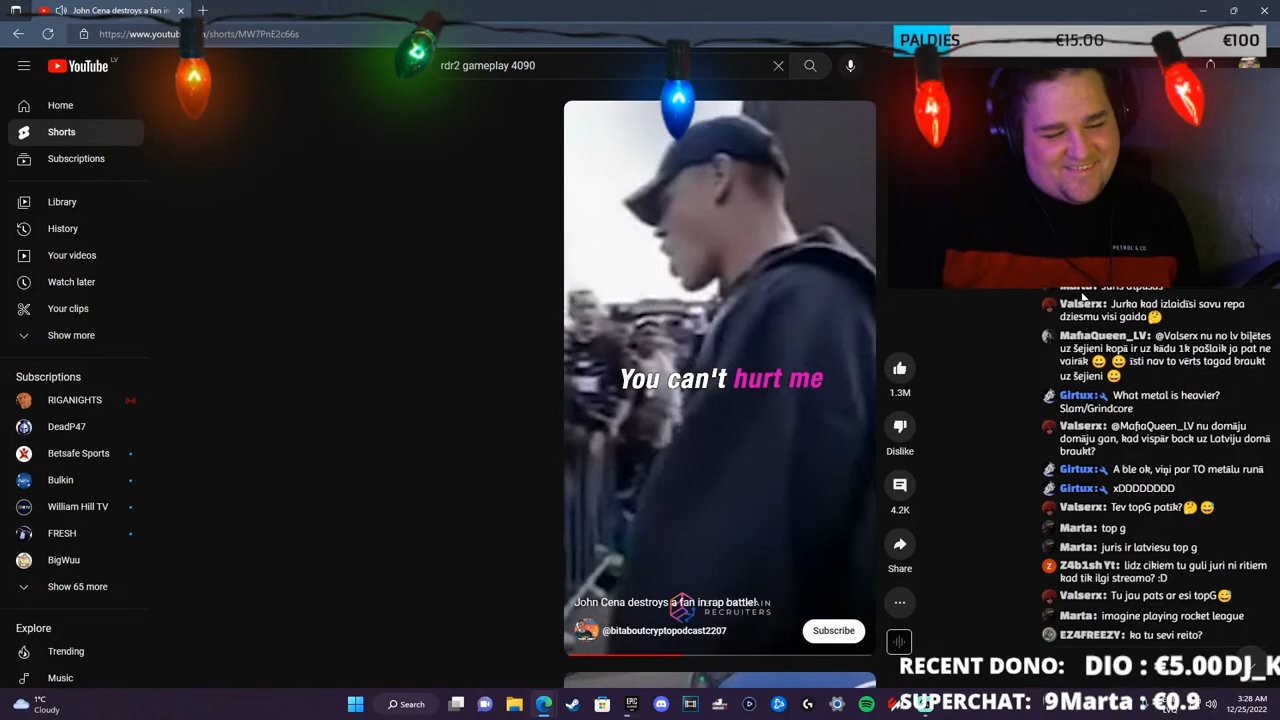 John Cena destroys a fan in
https://www.youtub
/shorts/MW7PnE2c66s
YouTube LV
rdr2 gameplay 4090
PALDIES
€15.00
€100
Home
Shorts
Subscriptions
Library
History
Your videos
Watch later
Your clips
Show more
Subscriptions
RIGANIGHTS
DeadP47
Betsafe Sports
Bulkin
William Hill TV
FRESH
BigWuu
Show 65 more
Explore
Trending
Music
You can't hurt me
John Cena destroys a fan in rap battle!
RECRUITERS
@bitaboutcryptopodcast2207
Subscribe
1.3M
Dislike
4.2K
Share
PETROL & CO.
Valserx: Jurka kad izlaidīsi savu repa
dziesmu visi gaida🤔
MafiaQueen_LV: @Valserx nu no lv biļetes
uz šejieni kopā ir uz kādu 1k pašlaik ja pat ne
vairāk 😀 😀 īsti nav to vērts tagad braukt
uz šejieni 😀
Girtux: What metal is heavier?
Slam/Grindcore
Valserx: @MafiaQueen_LV nu domāju
domāju gan, kad vispār back uz Latviju domā
braukt?
Girtux: A ble ok, viņi par TO metālu runā
Girtux: xDDDDDDDD
Valserx: Tev topG patīk?🤔 😅
Marta: top g
Marta: juris ir latviesu top g
Z4b1sh Yt: lidz cikiem tu guli juri ni ritiem
kad tik ilgi streamo? :D
Valserx: Tu jau pats ar esi topG😅
Marta: imagine playing rocket league
EZ4FREEZY: ka tu sevi reito?
RECENT DONO: DIO : €5.00DJ_K
SUPERCHAT: 9Marta : €0.9
1°C
Cloudy
Search
3:28 AM
12/25/2022